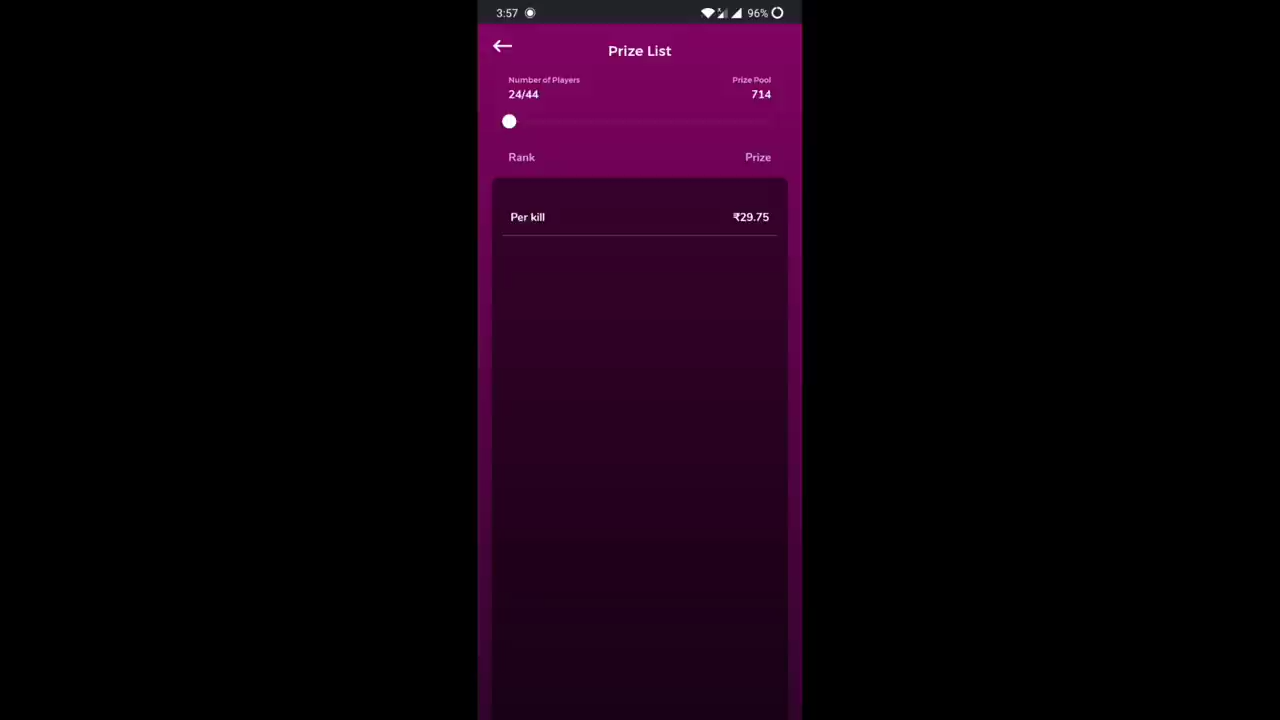 3:57 96%
Prize List
Number of Players Prize Pool
24/44 714
Rank Prize
Per kill ₹29.75